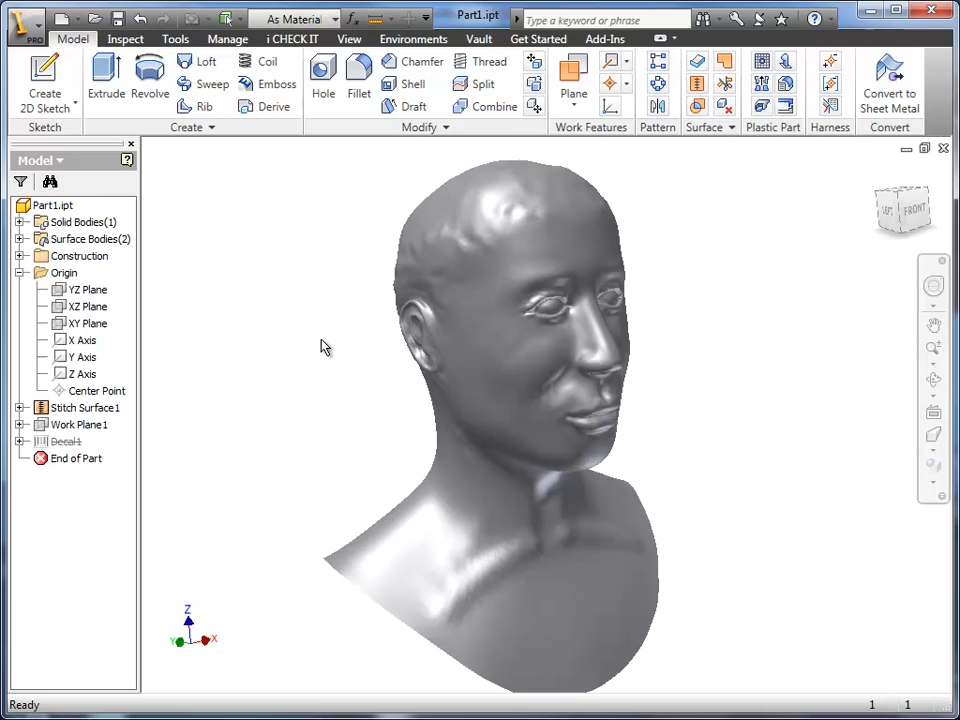 As Material
Part1.ipt
Type a keyword or phrase
PRO
Model
Inspect
Tools
Manage
i CHECK IT
View
Environments
Vault
Get Started
Add-Ins
Create
2D Sketch
Sketch
Extrude
Revolve
Loft
Sweep
Rib
Coil
Emboss
Derive
Create
Hole
Fillet
Chamfer
Shell
Draft
Thread
Split
Combine
Modify
Plane
Work Features
Pattern
Surface
Plastic Part
Harness
Convert to
Sheet Metal
Convert
Model
Part1.ipt
Solid Bodies(1)
Surface Bodies(2)
Construction
Origin
YZ Plane
XZ Plane
XY Plane
X Axis
Y Axis
Z Axis
Center Point
Stitch Surface1
Work Plane1
Decal1
End of Part
LEFT
FRONT
Z
Y
X
Ready
1
1